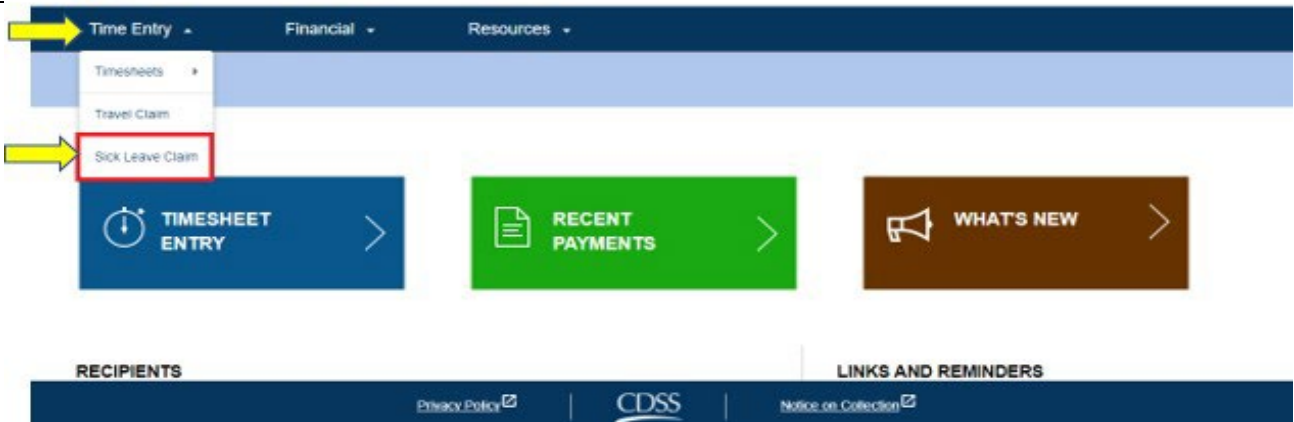 Time Entry Financial Resources
Timesheets
Travel Claim
Sick Leave Claim
TIMESHEET
ENTRY
RECENT
PAYMENTS
WHAT'S NEW
RECIPIENTS
LINKS AND REMINDERS
Privacy Policy CDSS Notice on Collection